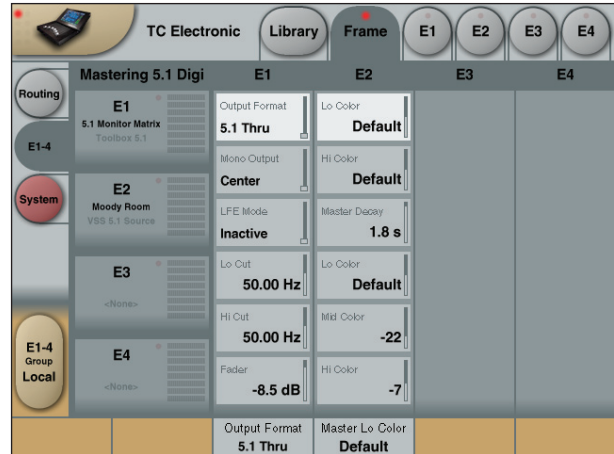 TC Electronic
Library
Frame
E1
E2
E3
E4
Mastering 5.1 Digi
E1
E2
E3
E4
Routing
E1-4
System
E1-4
Group
Local
E1
5.1 Monitor Matrix
Toolbox 5.1
E2
Moody Room
VSS 5.1 Source
E3
<None>
E4
<None>
Output Format
5.1 Thru
Lo Color
Default
Mono Output
Center
Hi Color
Default
LFE Mode
Inactive
Master Decay
1.8 s
Lo Cut
50.00 Hz
Lo Color
Default
Hi Cut
50.00 Hz
Mid Color
-22
Fader
-8.5 dB
Hi Color
-7
Output Format
5.1 Thru
Master Lo Color
Default